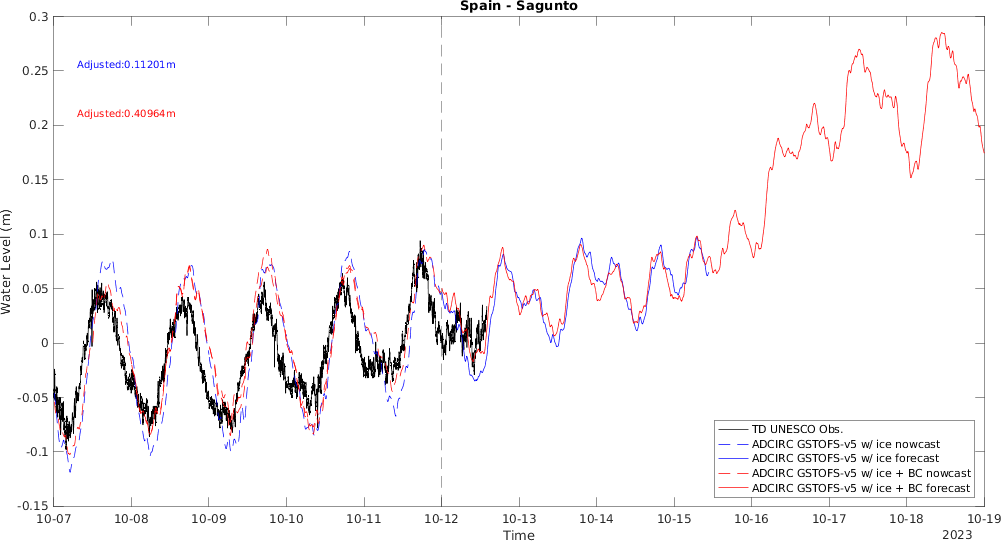 Spain - Sagunto
0.3
0.25
0.2
0.15
0.1
0.05
0
-0.05
-0.1
-0.15
Water Level (m)
Adjusted:0.11201m
Adjusted:0.40964m
TD UNESCO Obs.
ADCIRC GSTOFS-v5 w/ ice nowcast
ADCIRC GSTOFS-v5 w/ ice forecast
ADCIRC GSTOFS-v5 w/ ice + BC nowcast
ADCIRC GSTOFS-v5 w/ ice + BC forecast
10-07 10-08 10-09 10-10 10-11 10-12 10-13 10-14 10-15 10-16 10-17 10-18 10-19
Time
2023